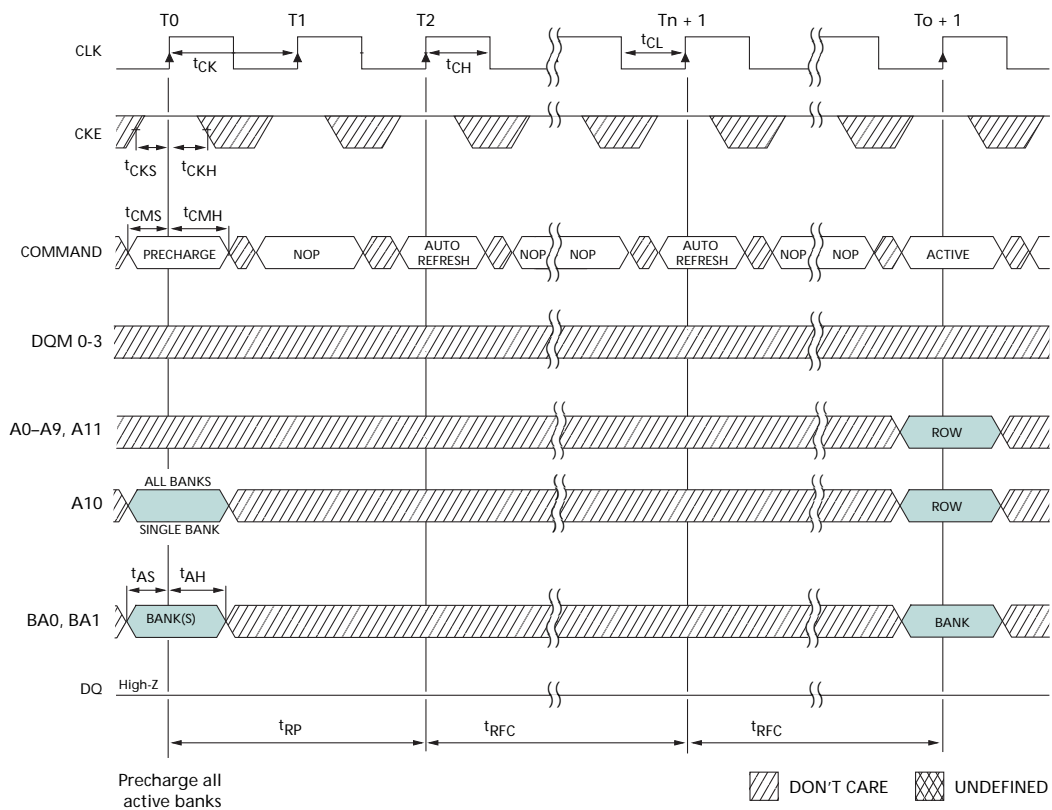 T0 T1 T2 Tn + 1 To + 1
CLK
tCK tCH tCL
CKE
tCKS tCKH
tCMS tCMH
COMMAND PRECHARGE NOP AUTO REFRESH NOP NOP AUTO REFRESH NOP NOP ACTIVE
DQM 0-3
A0–A9, A11 ROW
ALL BANKS
A10 ROW
SINGLE BANK
tAS tAH
BA0, BA1 BANK(S) BANK
DQ High-Z
tRP tRFC tRFC
Precharge all
active banks
DON'T CARE UNDEFINED